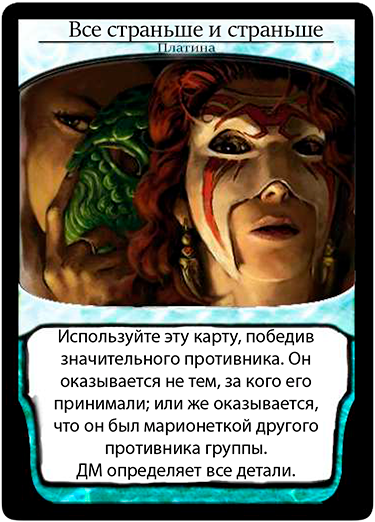 Все страньше и страньше
Платина
Используйте эту карту, победив
значительного противника. Он
оказывается не тем, за кого его
принимали; или же оказывается,
что он был марионеткой другого
противника группы.
ДМ определяет все детали.